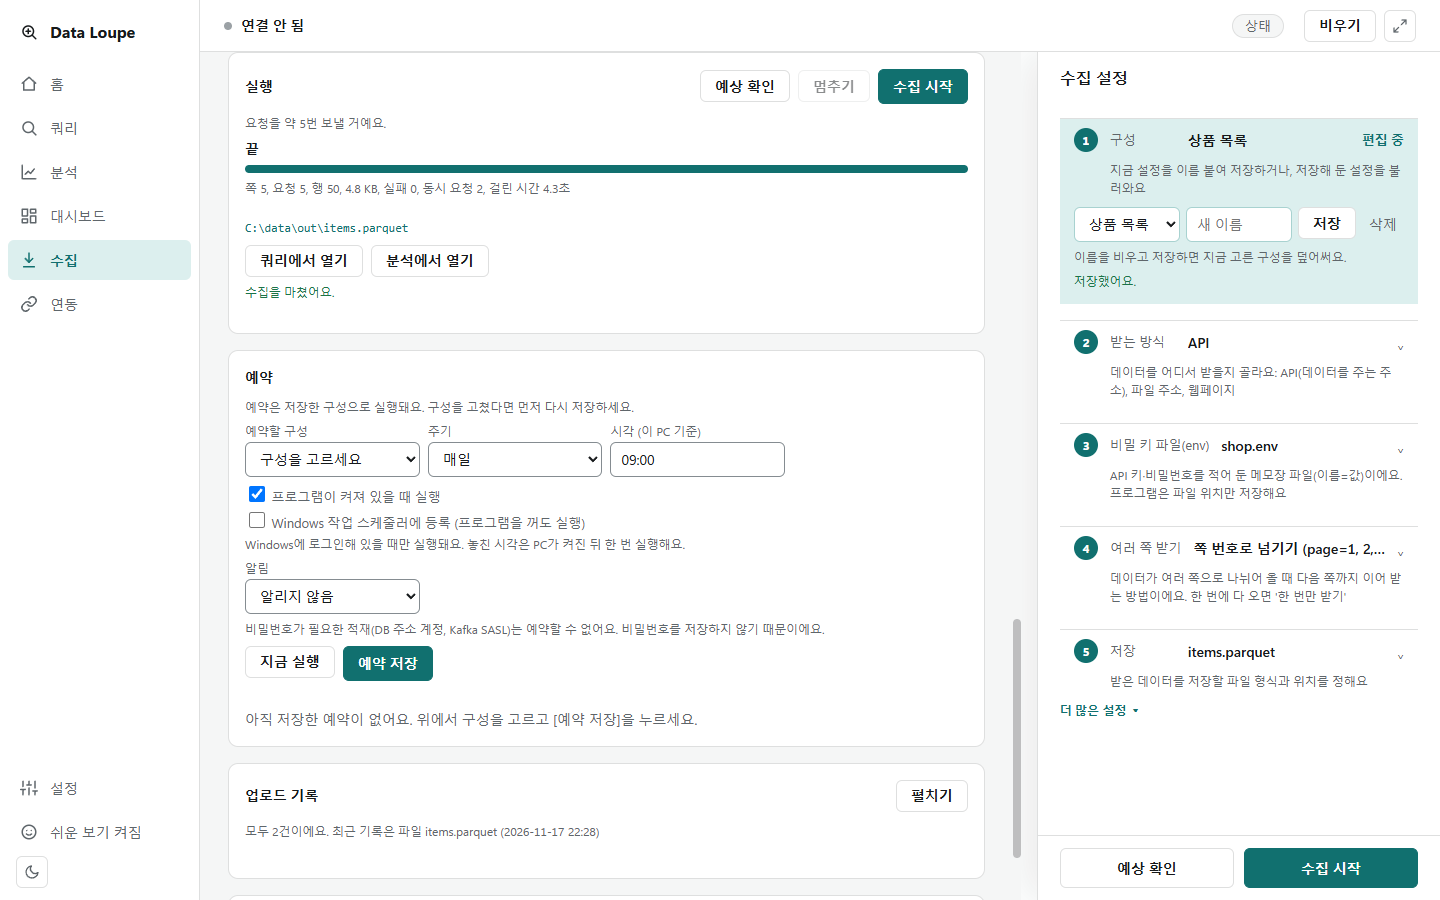 Data Loupe
홈
쿼리
분석
대시보드
수집
연동
설정
쉬운 보기 켜짐
연결 안 됨
상태
비우기
실행
예상 확인
멈추기
수집 시작
요청을 약 5번 보낼 거예요.
끝
쪽 5, 요청 5, 행 50, 4.8 KB, 실패 0, 동시 요청 2, 걸린 시간 4.3초
C:\data\out\items.parquet
쿼리에서 열기
분석에서 열기
수집을 마쳤어요.
예약
예약은 저장한 구성으로 실행돼요. 구성을 고쳤다면 먼저 다시 저장하세요.
예약할 구성
주기
시각 (이 PC 기준)
구성을 고르세요
매일
09:00
프로그램이 켜져 있을 때 실행
Windows 작업 스케줄러에 등록 (프로그램을 꺼도 실행)
Windows에 로그인해 있을 때만 실행돼요. 놓친 시각은 PC가 켜진 뒤 한 번 실행해요.
알림
알리지 않음
비밀번호가 필요한 적재(DB 주소 계정, Kafka SASL)는 예약할 수 없어요. 비밀번호를 저장하지 않기 때문이에요.
지금 실행
예약 저장
아직 저장한 예약이 없어요. 위에서 구성을 고르고 [예약 저장]을 누르세요.
업로드 기록
펼치기
모두 2건이에요. 최근 기록은 파일 items.parquet (2026-11-17 22:28)
수집 설정
1 구성 상품 목록 편집 중
지금 설정을 이름 붙여 저장하거나, 저장해 둔 설정을 불
러와요
상품 목록
새 이름
저장
삭제
이름을 비우고 저장하면 지금 고른 구성을 덮어써요.
저장했어요.
2 받는 방식 API
데이터를 어디서 받을지 골라요: API(데이터를 주는 주
소), 파일 주소, 웹페이지
3 비밀 키 파일(env) shop.env
API 키·비밀번호를 적어 둔 메모장 파일(이름=값)이에요.
프로그램은 파일 위치만 저장해요
4 여러 쪽 받기 쪽 번호로 넘기기 (page=1, 2,...
데이터가 여러 쪽으로 나뉘어 올 때 다음 쪽까지 이어 받
는 방법이에요. 한 번에 다 오면 '한 번만 받기'
5 저장 items.parquet
받은 데이터를 저장할 파일 형식과 위치를 정해요
더 많은 설정
예상 확인
수집 시작